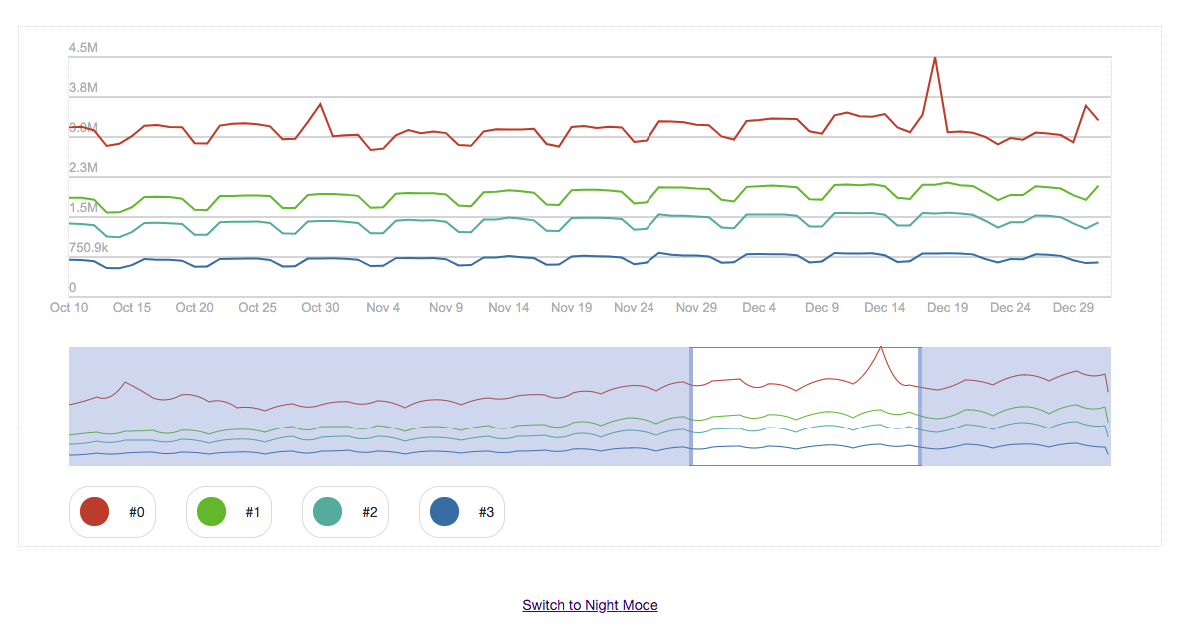 4.5M
3.8M
3.0M
2.3M
1.5M
750.9k
0
Oct 10 Oct 15 Oct 20 Oct 25 Oct 30 Nov 4 Nov 9 Nov 14 Nov 19 Nov 24 Nov 29 Dec 4 Dec 9 Dec 14 Dec 19 Dec 24 Dec 29
#0 #1 #2 #3
Switch to Night Moce